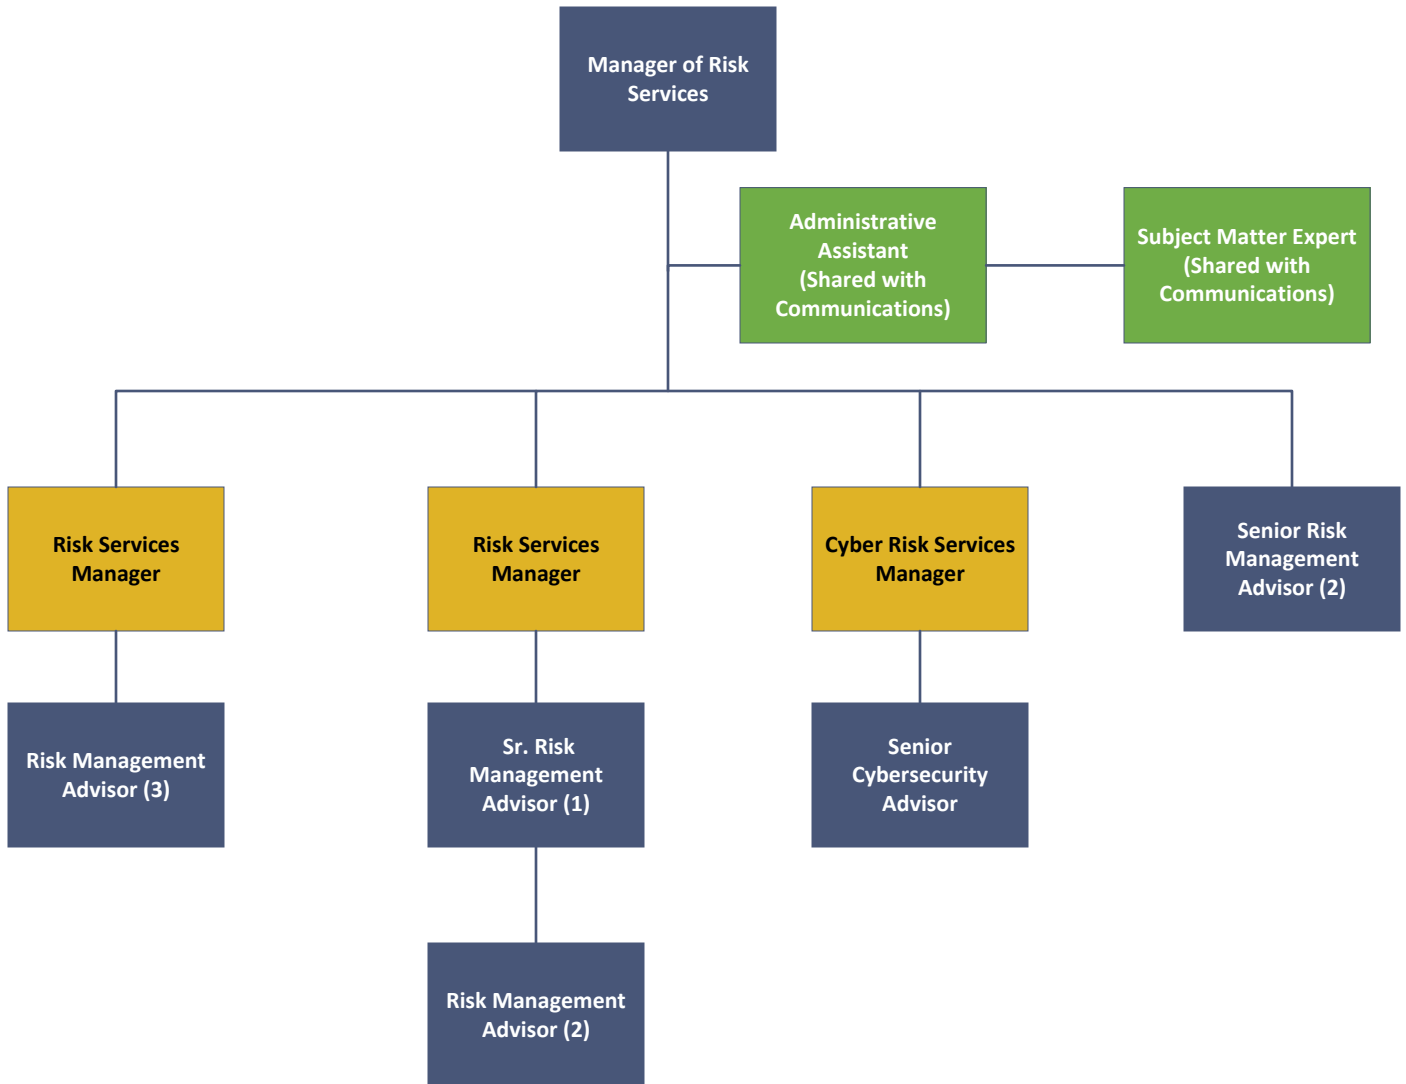 Manager of Risk
Services
Administrative
Assistant
(Shared with
Communications)
Subject Matter Expert
(Shared with
Communications)
Risk Services
Manager
Risk Services
Manager
Cyber Risk Services
Manager
Senior Risk
Management
Advisor (2)
Risk Management
Advisor (3)
Sr. Risk
Management
Advisor (1)
Senior
Cybersecurity
Advisor
Risk Management
Advisor (2)